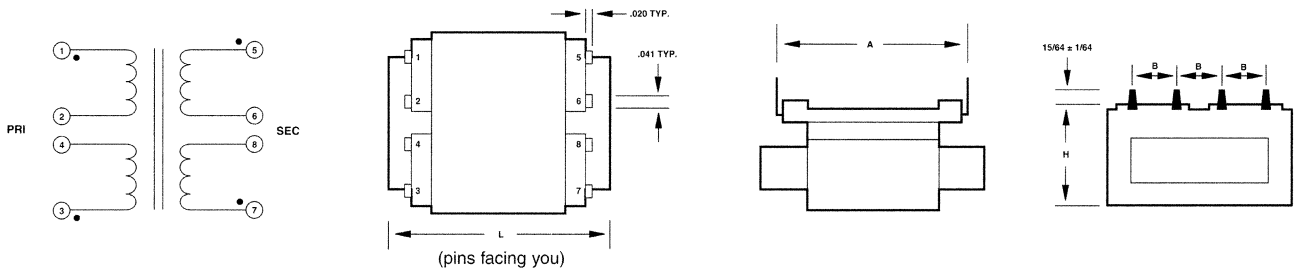 PRI
1
2
4
3
5
6
8
7
SEC
1
2
4
3
5
6
8
7
.020 TYP.
.041 TYP.
L
(pins facing you)
A
15/64 ± 1/64
B
B
B
H